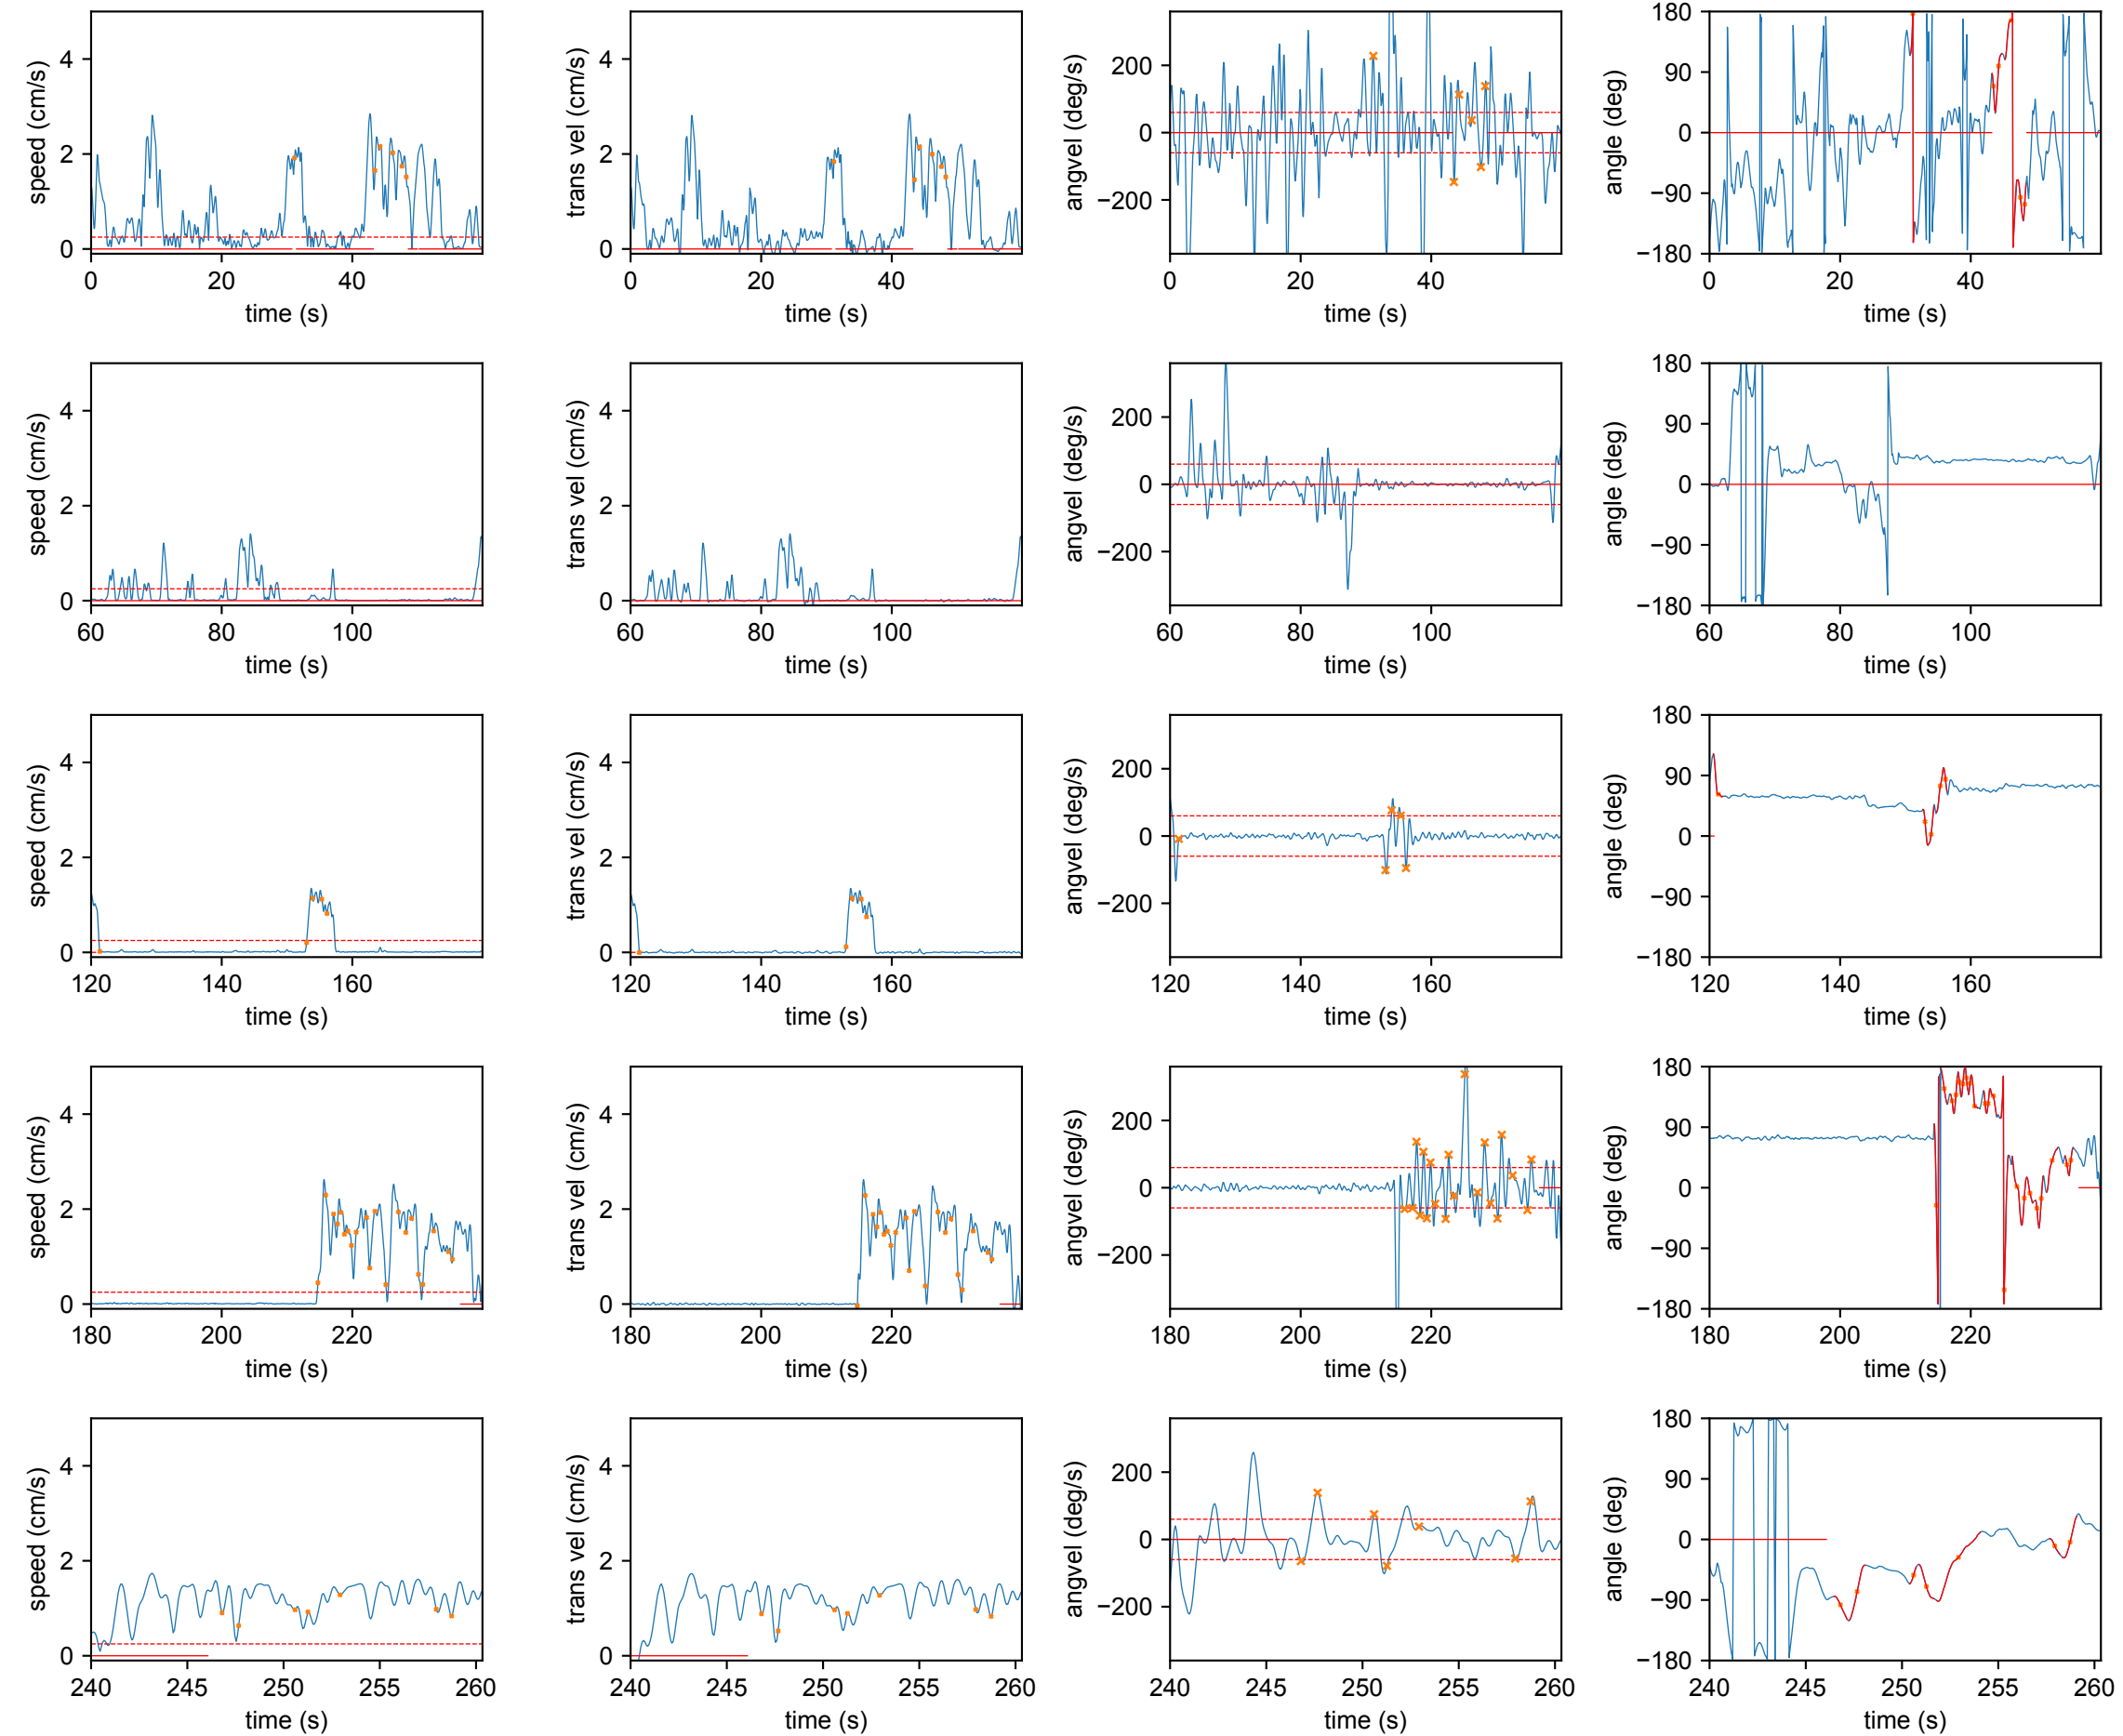 speed (cm/s)
4
2
0
0 20 40
time (s)
trans vel (cm/s)
4
2
0
0 20 40
time (s)
angvel (deg/s)
200
0
−200
0 20 40
time (s)
angle (deg)
180
90
0
−90
−180
0 20 40
time (s)
speed (cm/s)
4
2
0
60 80 100
time (s)
trans vel (cm/s)
4
2
0
60 80 100
time (s)
angvel (deg/s)
200
0
−200
60 80 100
time (s)
angle (deg)
180
90
0
−90
−180
60 80 100
time (s)
speed (cm/s)
4
2
0
120 140 160
time (s)
trans vel (cm/s)
4
2
0
120 140 160
time (s)
angvel (deg/s)
200
0
−200
120 140 160
time (s)
angle (deg)
180
90
0
−90
−180
120 140 160
time (s)
speed (cm/s)
4
2
0
180 200 220
time (s)
trans vel (cm/s)
4
2
0
180 200 220
time (s)
angvel (deg/s)
200
0
−200
180 200 220
time (s)
angle (deg)
180
90
0
−90
−180
180 200 220
time (s)
speed (cm/s)
4
2
0
240 245 250 255 260
time (s)
trans vel (cm/s)
4
2
0
240 245 250 255 260
time (s)
angvel (deg/s)
200
0
−200
240 245 250 255 260
time (s)
angle (deg)
180
90
0
−90
−180
240 245 250 255 260
time (s)